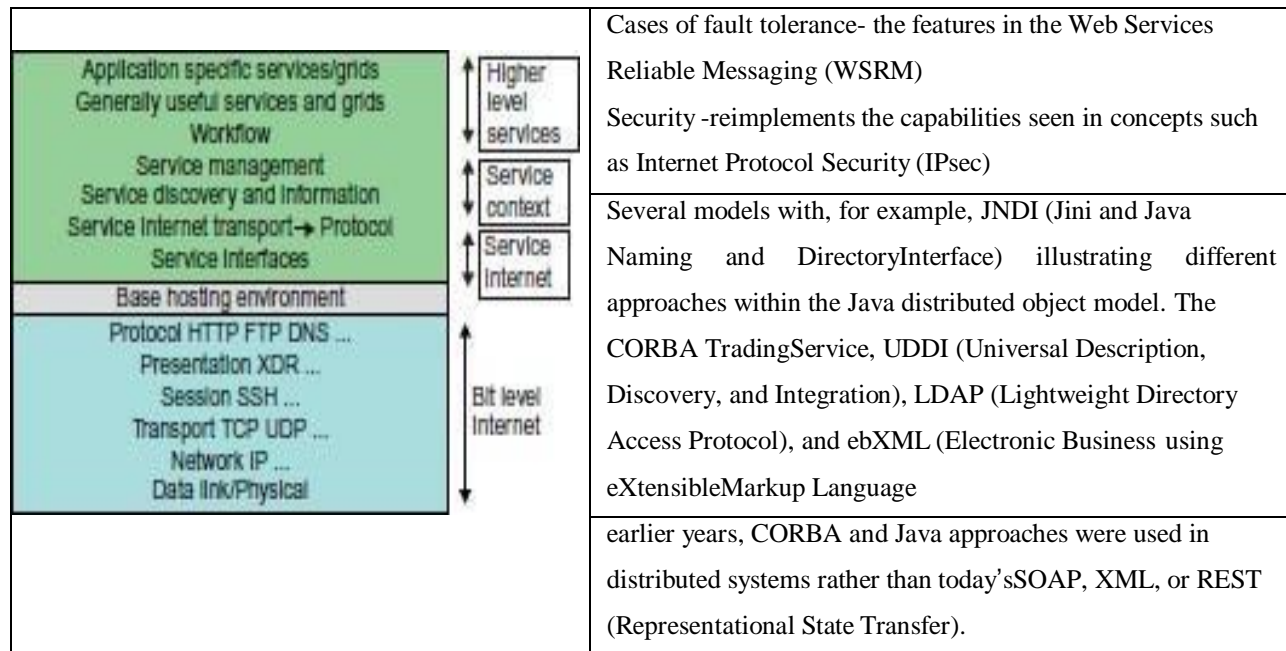 Application specific services/grids
Generally useful services and grids
Workflow
Service management
Service discovery and information
Service Internet transport→ Protocol
Service Interfaces
Base hosting environment
Protocol HTTP FTP DNS ...
Presentation XDR ...
Session SSH ...
Transport TCP UDP ...
Network IP ...
Data link/Physical
Higher
level
services
Service
context
Service
Internet
Bit level
Internet
Cases of fault tolerance- the features in the Web Services
Reliable Messaging (WSRM)
Security -reimplements the capabilities seen in concepts such
as Internet Protocol Security (IPsec)
Several models with, for example, JNDI (Jini and Java
Naming and DirectoryInterface) illustrating different
approaches within the Java distributed object model. The
CORBA TradingService, UDDI (Universal Description,
Discovery, and Integration), LDAP (Lightweight Directory
Access Protocol), and ebXML (Electronic Business using
eXtensibleMarkup Language
earlier years, CORBA and Java approaches were used in
distributed systems rather than today’sSOAP, XML, or REST
(Representational State Transfer).